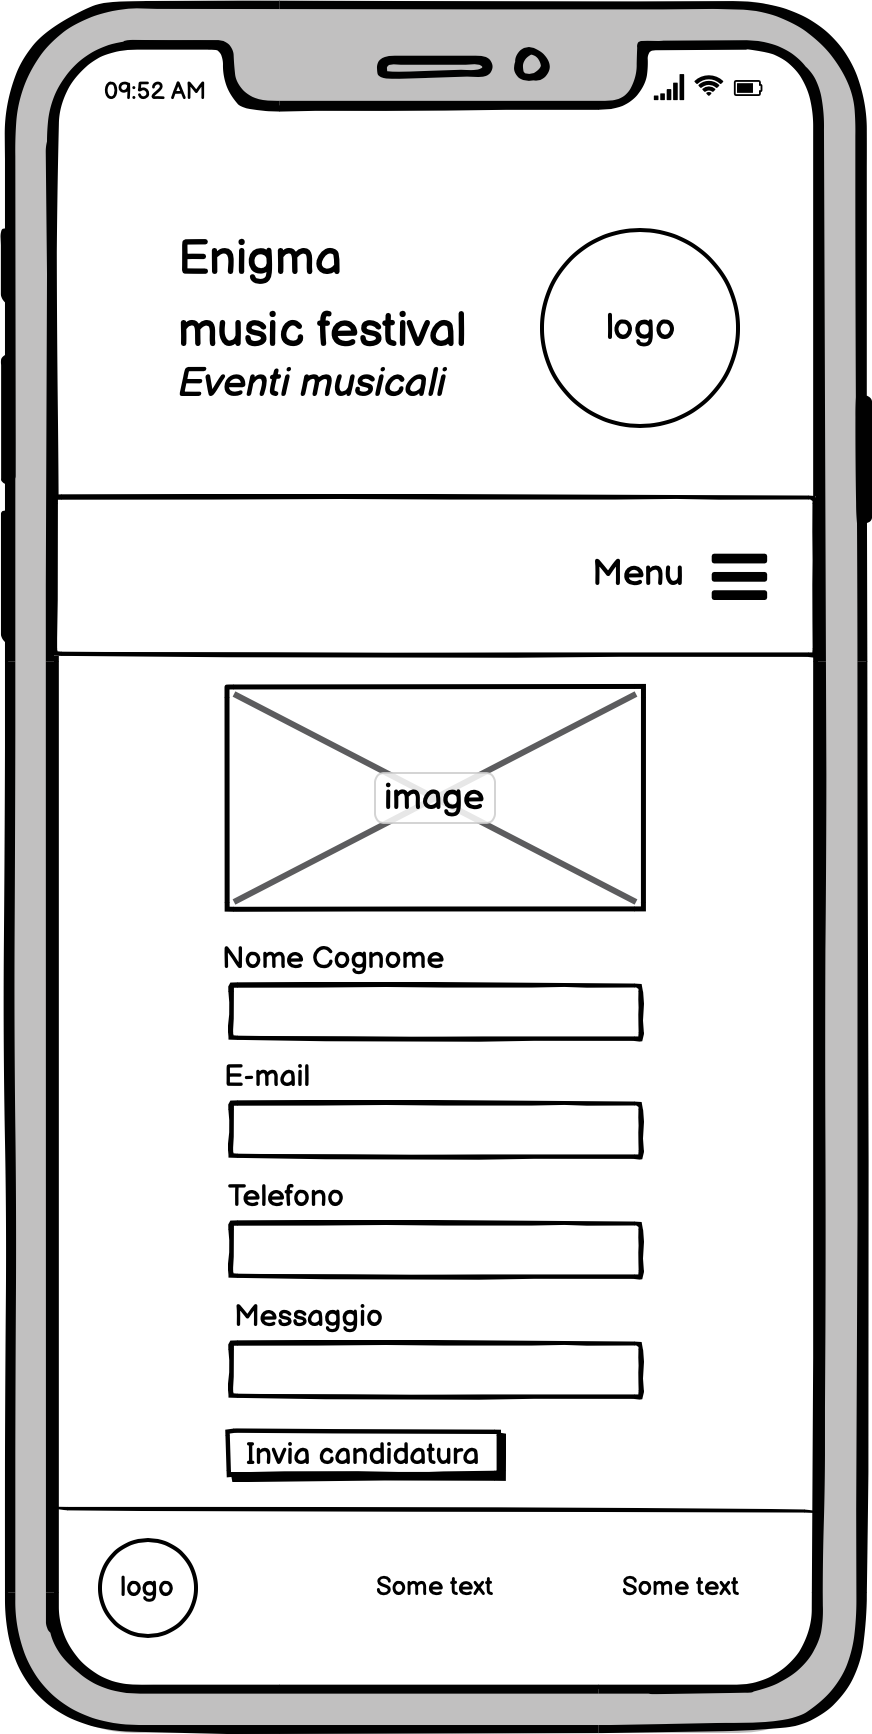 09:52 AM
Enigma
music festival
Eventi musicali
logo
Menu
image
Nome Cognome
E-mail
Telefono
Messaggio
Invia candidatura
logo
Some text
Some text